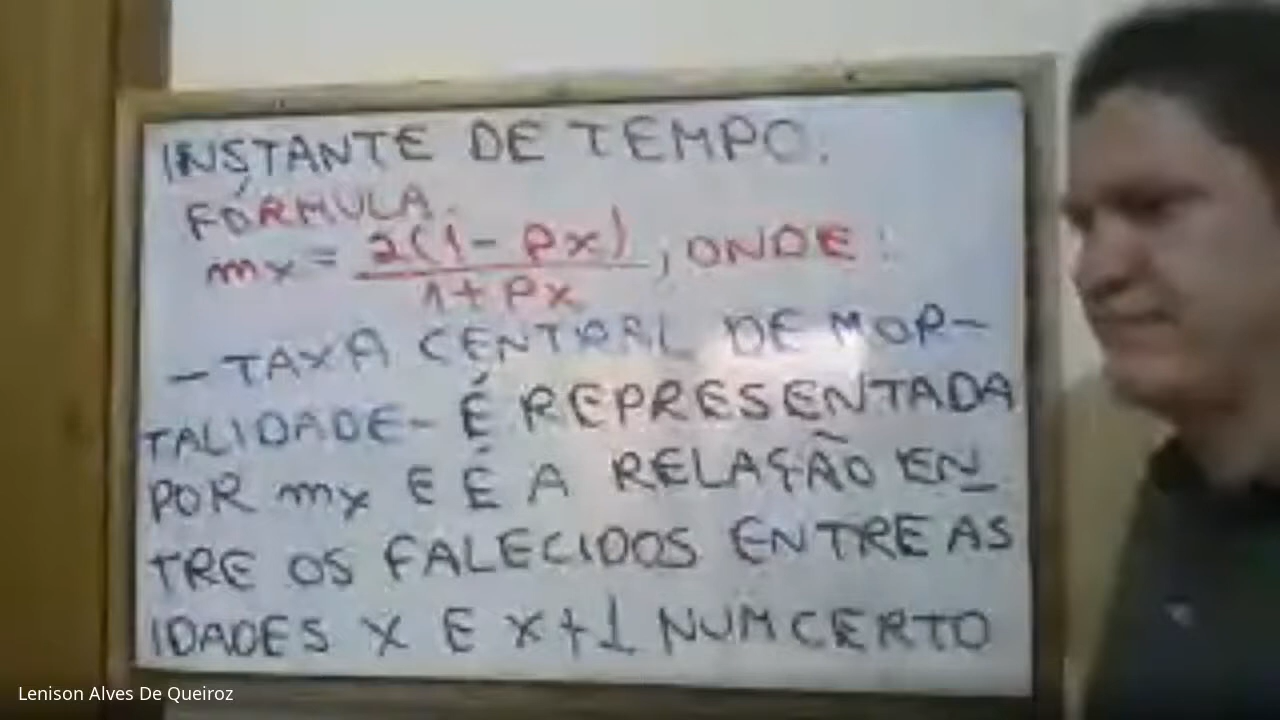 INSTANTE DE TEMPO.
FÓRMULA.
mx = 2(1 - Px) / 1 + Px , ONDE:
- TAXA CENTRAL DE MOR-
TALIDADE - É REPRESENTADA
POR mx E É A RELAÇÃO EN
TRE OS FALECIDOS ENTRE AS
IDADES X E X+1 NUM CERTO
Lenison Alves De Queiroz